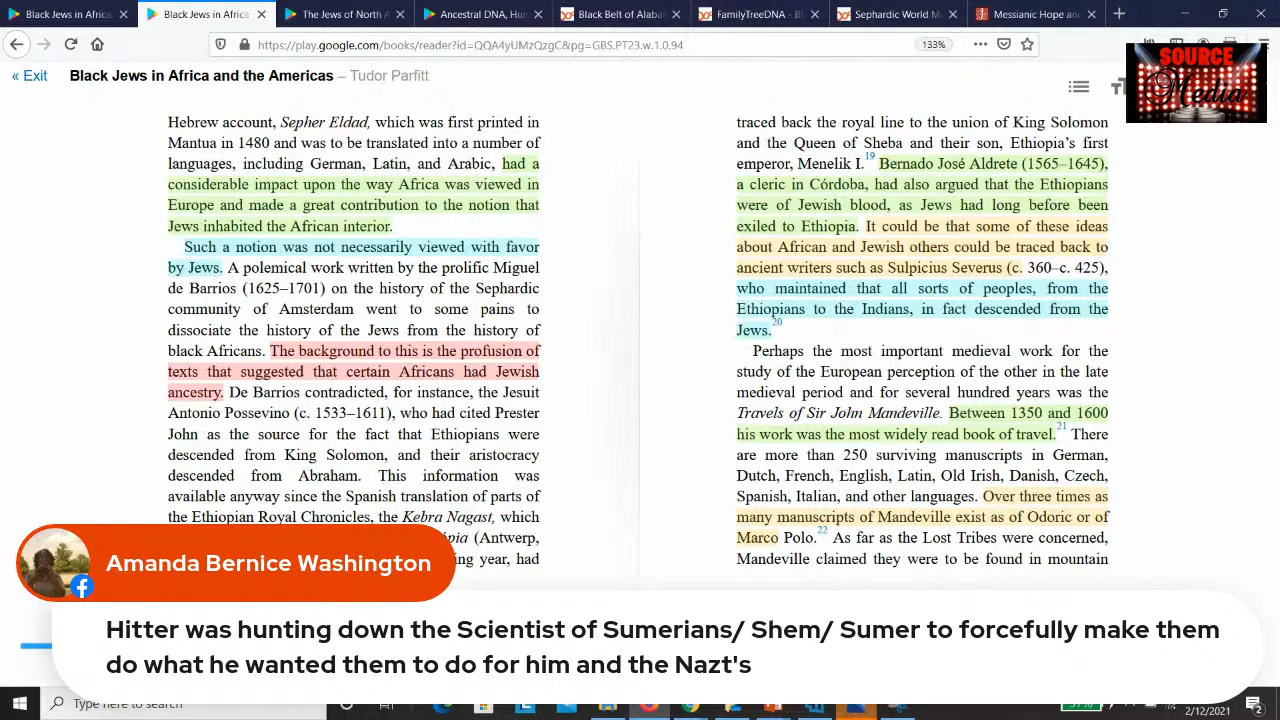 Black Jews in Africa
Black Jews in Africa
The Jews of North A
Ancestral DNA, Hun
Black Belt of Alabam
FamilyTreeDNA -
Sephardic World Me
Messianic Hope and
https://play.google.com/books/reader?id=QQA4yUMzQzgC&pg=GBS.PT23.w.1.0.94
133%
« Exit
Black Jews in Africa and the Americas – Tudor Parfitt
SOURCE
Media
Hebrew account, Sepher Eldad, which was first printed in
Mantua in 1480 and was to be translated into a number of
languages, including German, Latin, and Arabic, had a
considerable impact upon the way Africa was viewed in
Europe and made a great contribution to the notion that
Jews inhabited the African interior.
Such a notion was not necessarily viewed with favor
by Jews. A polemical work written by the prolific Miguel
de Barrios (1625–1701) on the history of the Sephardic
community of Amsterdam went to some pains to
dissociate the history of the Jews from the history of
black Africans. The background to this is the profusion of
texts that suggested that certain Africans had Jewish
ancestry. De Barrios contradicted, for instance, the Jesuit
Antonio Possevino (c. 1533–1611), who had cited Prester
John as the source for the fact that Ethiopians were
descended from King Solomon, and their aristocracy
descended from Abraham. This information was
available anyway since the Spanish translation of parts of
the Ethiopian Royal Chronicles, the Kebra Nagast, which
pia (Antwerp,
ng year, had
traced back the royal line to the union of King Solomon
and the Queen of Sheba and their son, Ethiopia's first
emperor, Menelik I.19 Bernado José Aldrete (1565–1645),
a cleric in Córdoba, had also argued that the Ethiopians
were of Jewish blood, as Jews had long before been
exiled to Ethiopia. It could be that some of these ideas
about African and Jewish others could be traced back to
ancient writers such as Sulpicius Severus (c. 360–c. 425),
who maintained that all sorts of peoples, from the
Ethiopians to the Indians, in fact descended from the
Jews.20
Perhaps the most important medieval work for the
study of the European perception of the other in the late
medieval period and for several hundred years was the
Travels of Sir John Mandeville. Between 1350 and 1600
his work was the most widely read book of travel.21 There
are more than 250 surviving manuscripts in German,
Dutch, French, English, Latin, Old Irish, Danish, Czech,
Spanish, Italian, and other languages. Over three times as
many manuscripts of Mandeville exist as of Odoric or of
Marco Polo.22 As far as the Lost Tribes were concerned,
Mandeville claimed they were to be found in mountain
Amanda Bernice Washington
Hitter was hunting down the Scientist of Sumerians/ Shem/ Sumer to forcefully make them
do what he wanted them to do for him and the Nazt's
Type here to search
2/12/2021